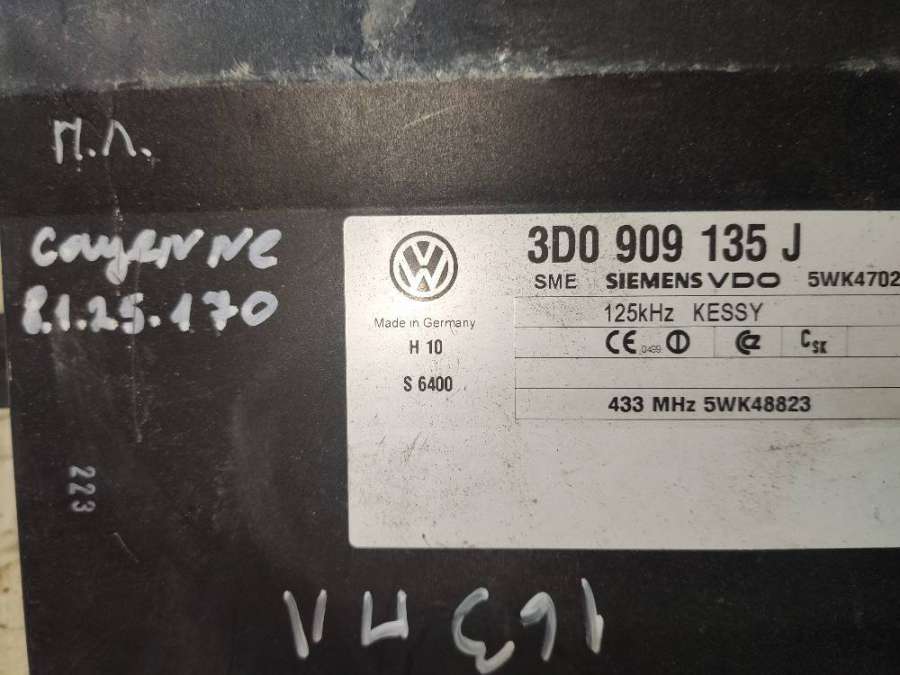 П.Л.
Cayenne
8.1.25.170
3D0 909 135 J
SME SIEMENS VDO 5WK4702
Made in Germany
H 10
S 6400
125kHz KESSY
CE 0499
CSK
433 MHz 5WK48823
223